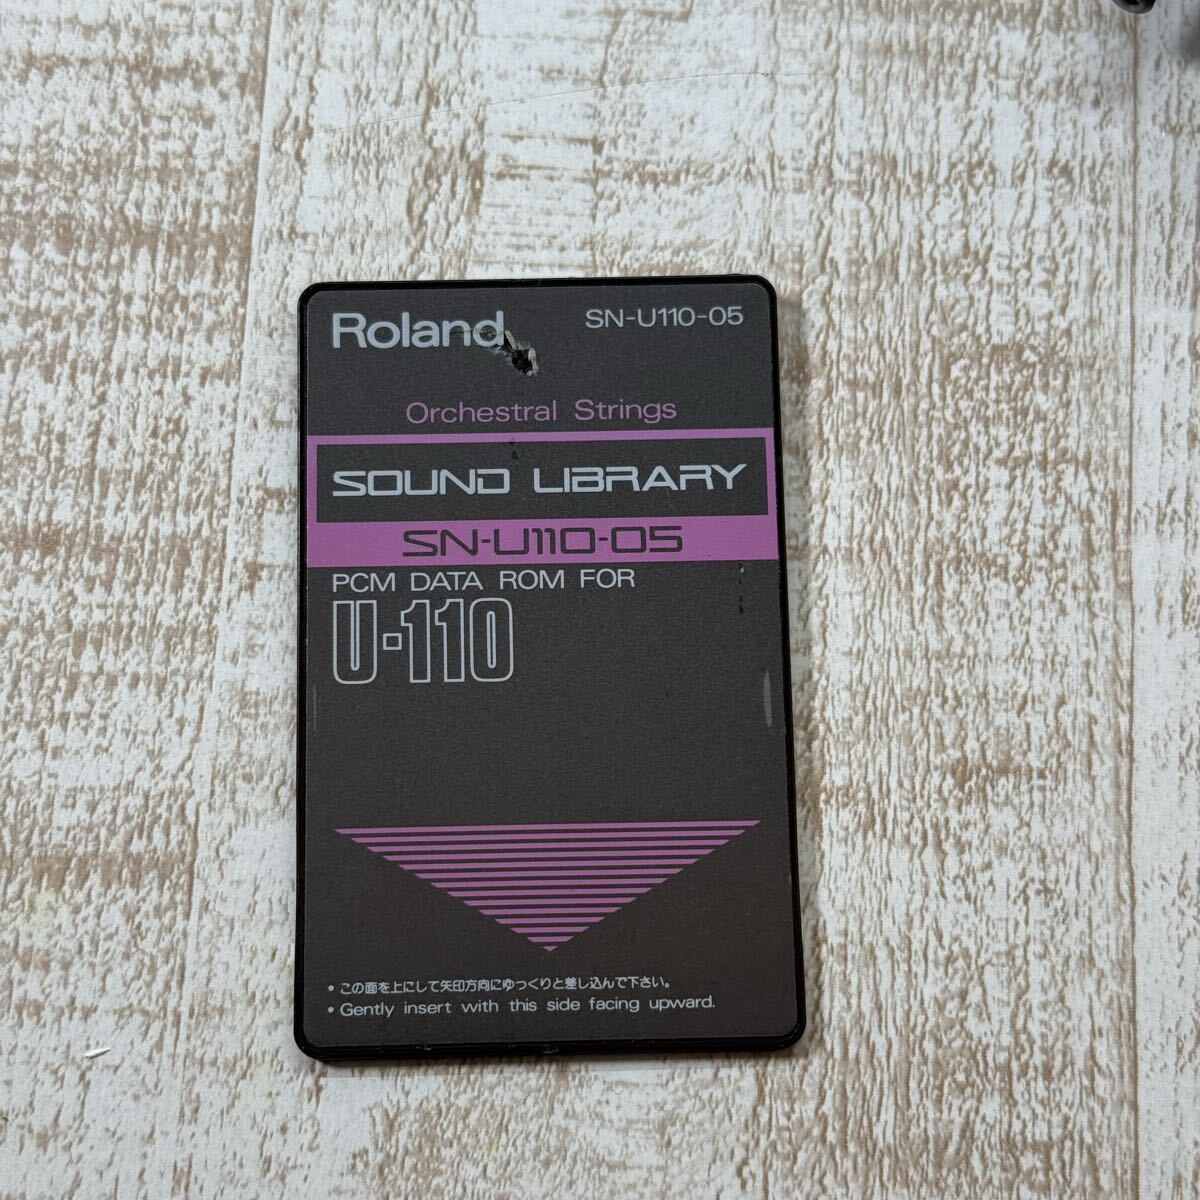 Roland
SN-U110-05
Orchestral Strings
SOUND LIBRARY
SN-U110-05
PCM DATA ROM FOR
U-110
• この面を上にして矢印方向にゆっくりと差し込んで下さい。
• Gently insert with this side facing upward.